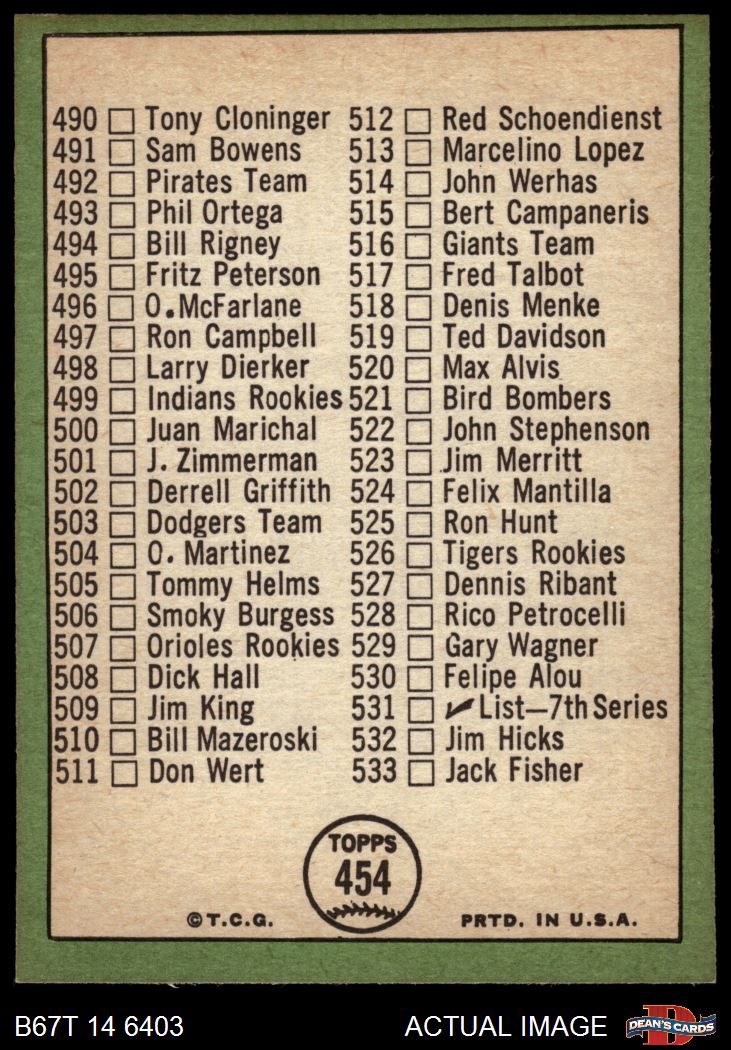 490 Tony Cloninger
491 Sam Bowens
492 Pirates Team
493 Phil Ortega
494 Bill Rigney
495 Fritz Peterson
496 O. McFarlane
497 Ron Campbell
498 Larry Dierker
499 Indians Rookies
500 Juan Marichal
501 J. Zimmerman
502 Derrell Griffith
503 Dodgers Team
504 O. Martinez
505 Tommy Helms
506 Smoky Burgess
507 Orioles Rookies
508 Dick Hall
509 Jim King
510 Bill Mazeroski
511 Don Wert
512 Red Schoendienst
513 Marcelino Lopez
514 John Werhas
515 Bert Campaneris
516 Giants Team
517 Fred Talbot
518 Denis Menke
519 Ted Davidson
520 Max Alvis
521 Bird Bombers
522 John Stephenson
523 Jim Merritt
524 Felix Mantilla
525 Ron Hunt
526 Tigers Rookies
527 Dennis Ribant
528 Rico Petrocelli
529 Gary Wagner
530 Felipe Alou
531 ✓ List—7th Series
532 Jim Hicks
533 Jack Fisher
TOPPS
454
©T.C.G.
PRTD. IN U.S.A.
B67T 14 6403
ACTUAL IMAGE
D
DEAN'S CARDS